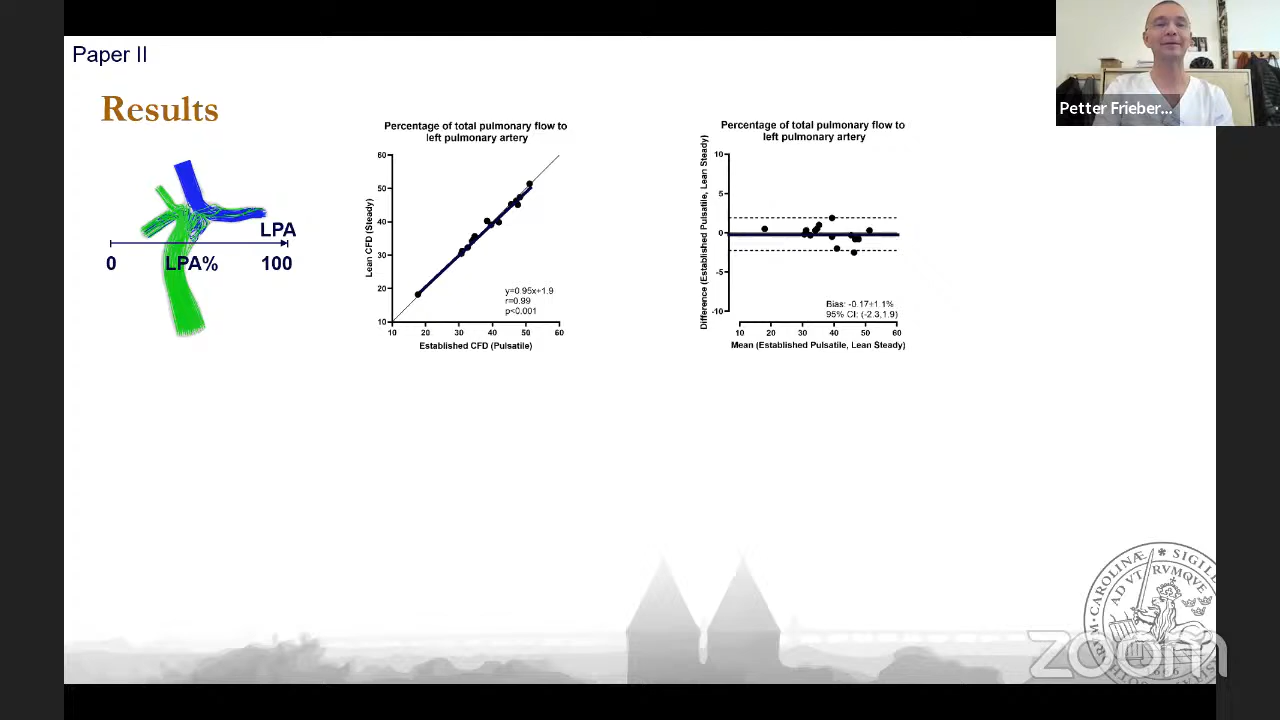 Paper II
Petter Frieber...
Results
LPA
0
LPA%
100
Percentage of total pulmonary flow to
left pulmonary artery
Lean CFD (Steady)
60
50
40
30
20
10
y=0.95x+1.9
r=0.99
p<0.001
10 20 30 40 50 60
Established CFD (Pulsatile)
Percentage of total pulmonary flow to
left pulmonary artery
Difference (Established Pulsatile, Lean Steady)
10
5
0
-5
-10
Bias: -0.17±1.1%
95% CI: (-2.3,1.9)
10 20 30 40 50 60
Mean (Established Pulsatile, Lean Steady)
CAROLINÆ * SIGILL
AD VTRVMQVE
zoom